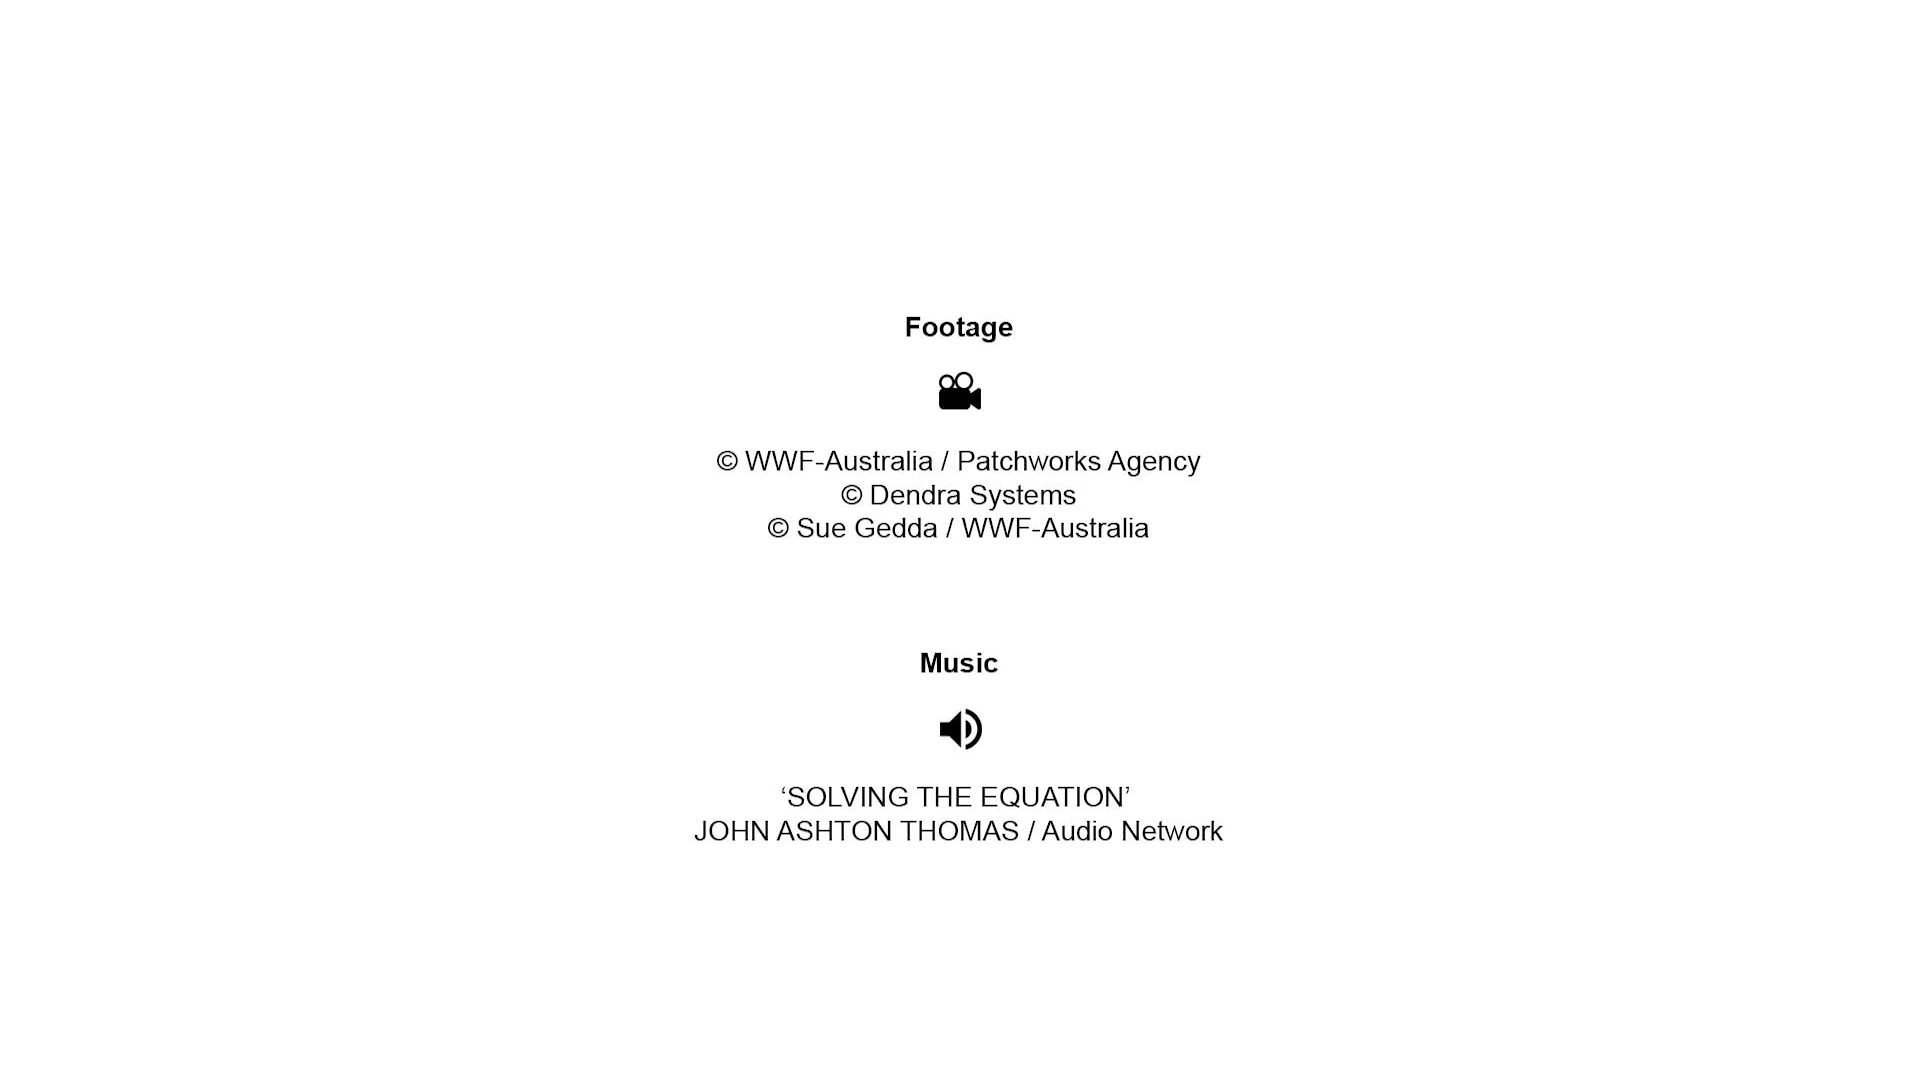 Footage
© WWF-Australia / Patchworks Agency
© Dendra Systems
© Sue Gedda / WWF-Australia
Music
‘SOLVING THE EQUATION’
JOHN ASHTON THOMAS / Audio Network